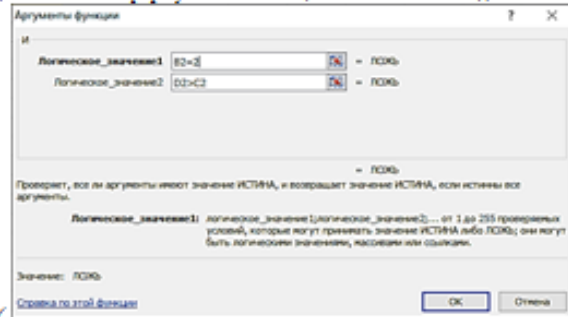 Аргументы функции ? ×
И
Логическое_значение1 B2=2 = ЛОЖЬ
Логическое_значение2 D2>C2 = ЛОЖЬ
= ЛОЖЬ
Проверяет, все ли аргументы имеют значение ИСТИНА, и возвращает значение ИСТИНА, если истинны все
аргументы.
Логическое_значение1: логическое_значение1;логическое_значение2;... от 1 до 255 проверяемых
условий, которые могут принимать значение ИСТИНА либо ЛОЖЬ; они могут
быть логическими значениями, массивами или ссылками.
Значение: ЛОЖЬ
Справка по этой функции ОК Отмена